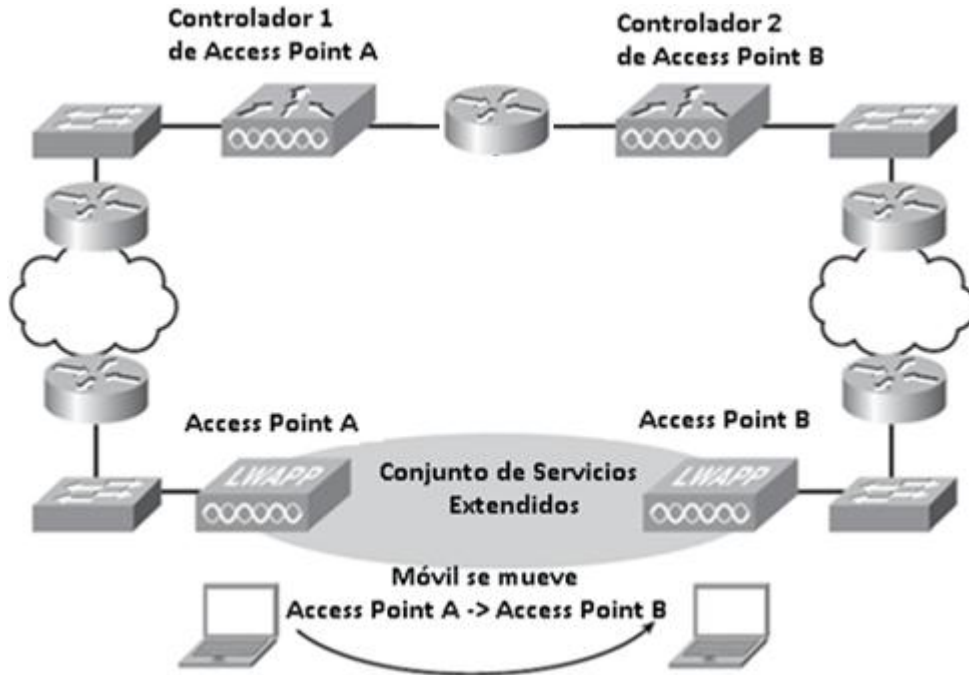 Controlador 1
de Access Point A
Controlador 2
de Access Point B
Access Point A
Access Point B
LWAPP
Conjunto de Servicios
Extendidos
LWAPP
Móvil se mueve
Access Point A -> Access Point B